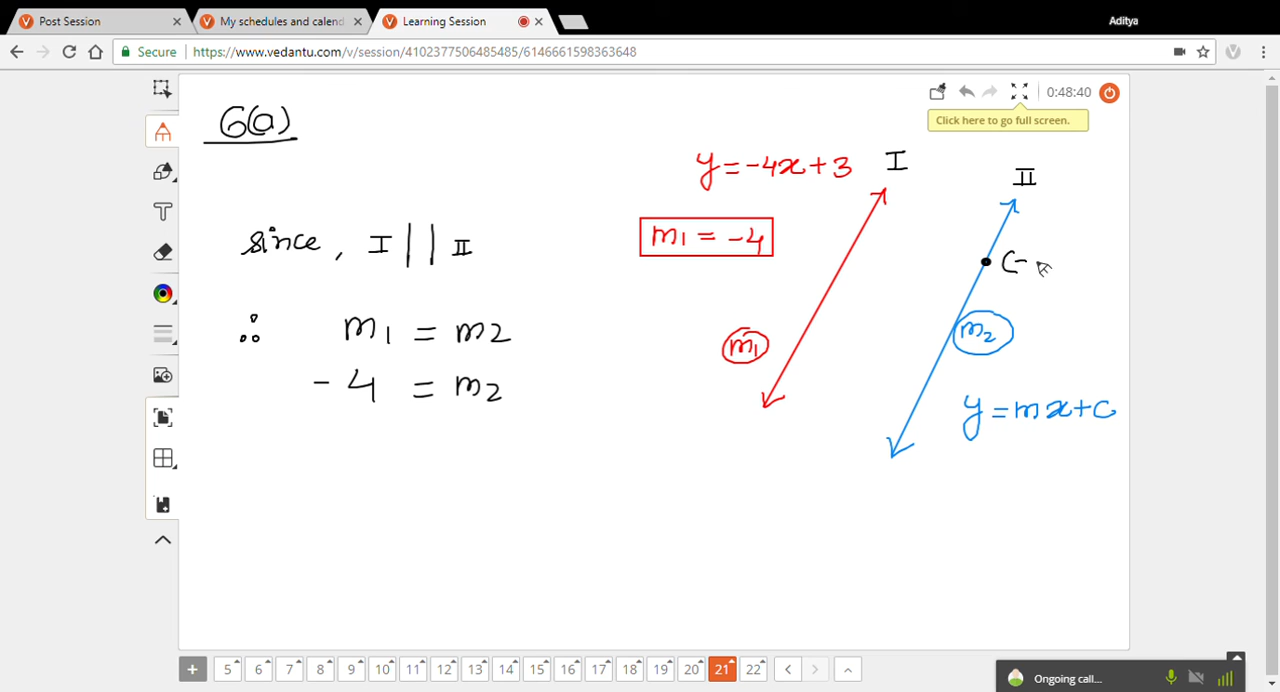 Post Session
My schedules and calend
Learning Session
Aditya
Secure
https://www.vedantu.com/v/session/4102377506485485/6146661598363648
0:48:40
Click here to go full screen.
6(a)
y = -4x + 3
I
II
m1 = -4
since, I || II
(-
∴ m1 = m2
m1
m2
-4 = m2
y = mx + c
5 6 7 8 9 10 11 12 13 14 15 16 17 18 19 20 21 22
Ongoing call...